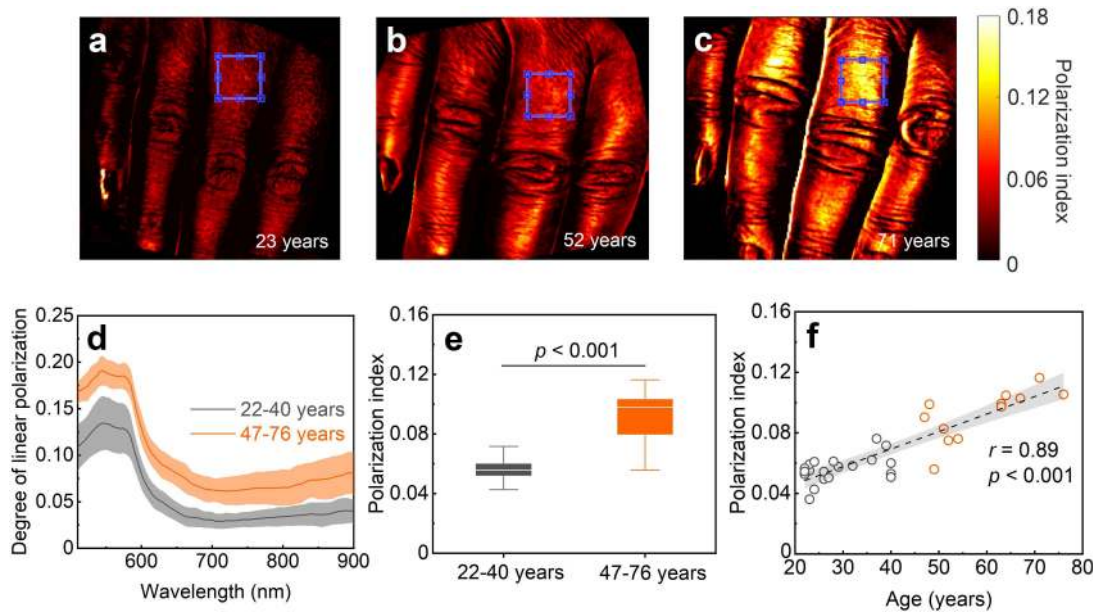 a
23 years
b
52 years
c
71 years
0.18
0.12
0.06
0
Polarization index
d
Degree of linear polarization
0.25
0.20
0.15
0.10
0.05
0
22-40 years
47-76 years
600
700
800
900
Wavelength (nm)
e
Polarization index
0.16
0.12
0.08
0.04
0.00
p < 0.001
22-40 years
47-76 years
f
Polarization index
0.16
0.12
0.08
0.04
0.00
r = 0.89
p < 0.001
20
30
40
50
60
70
80
Age (years)